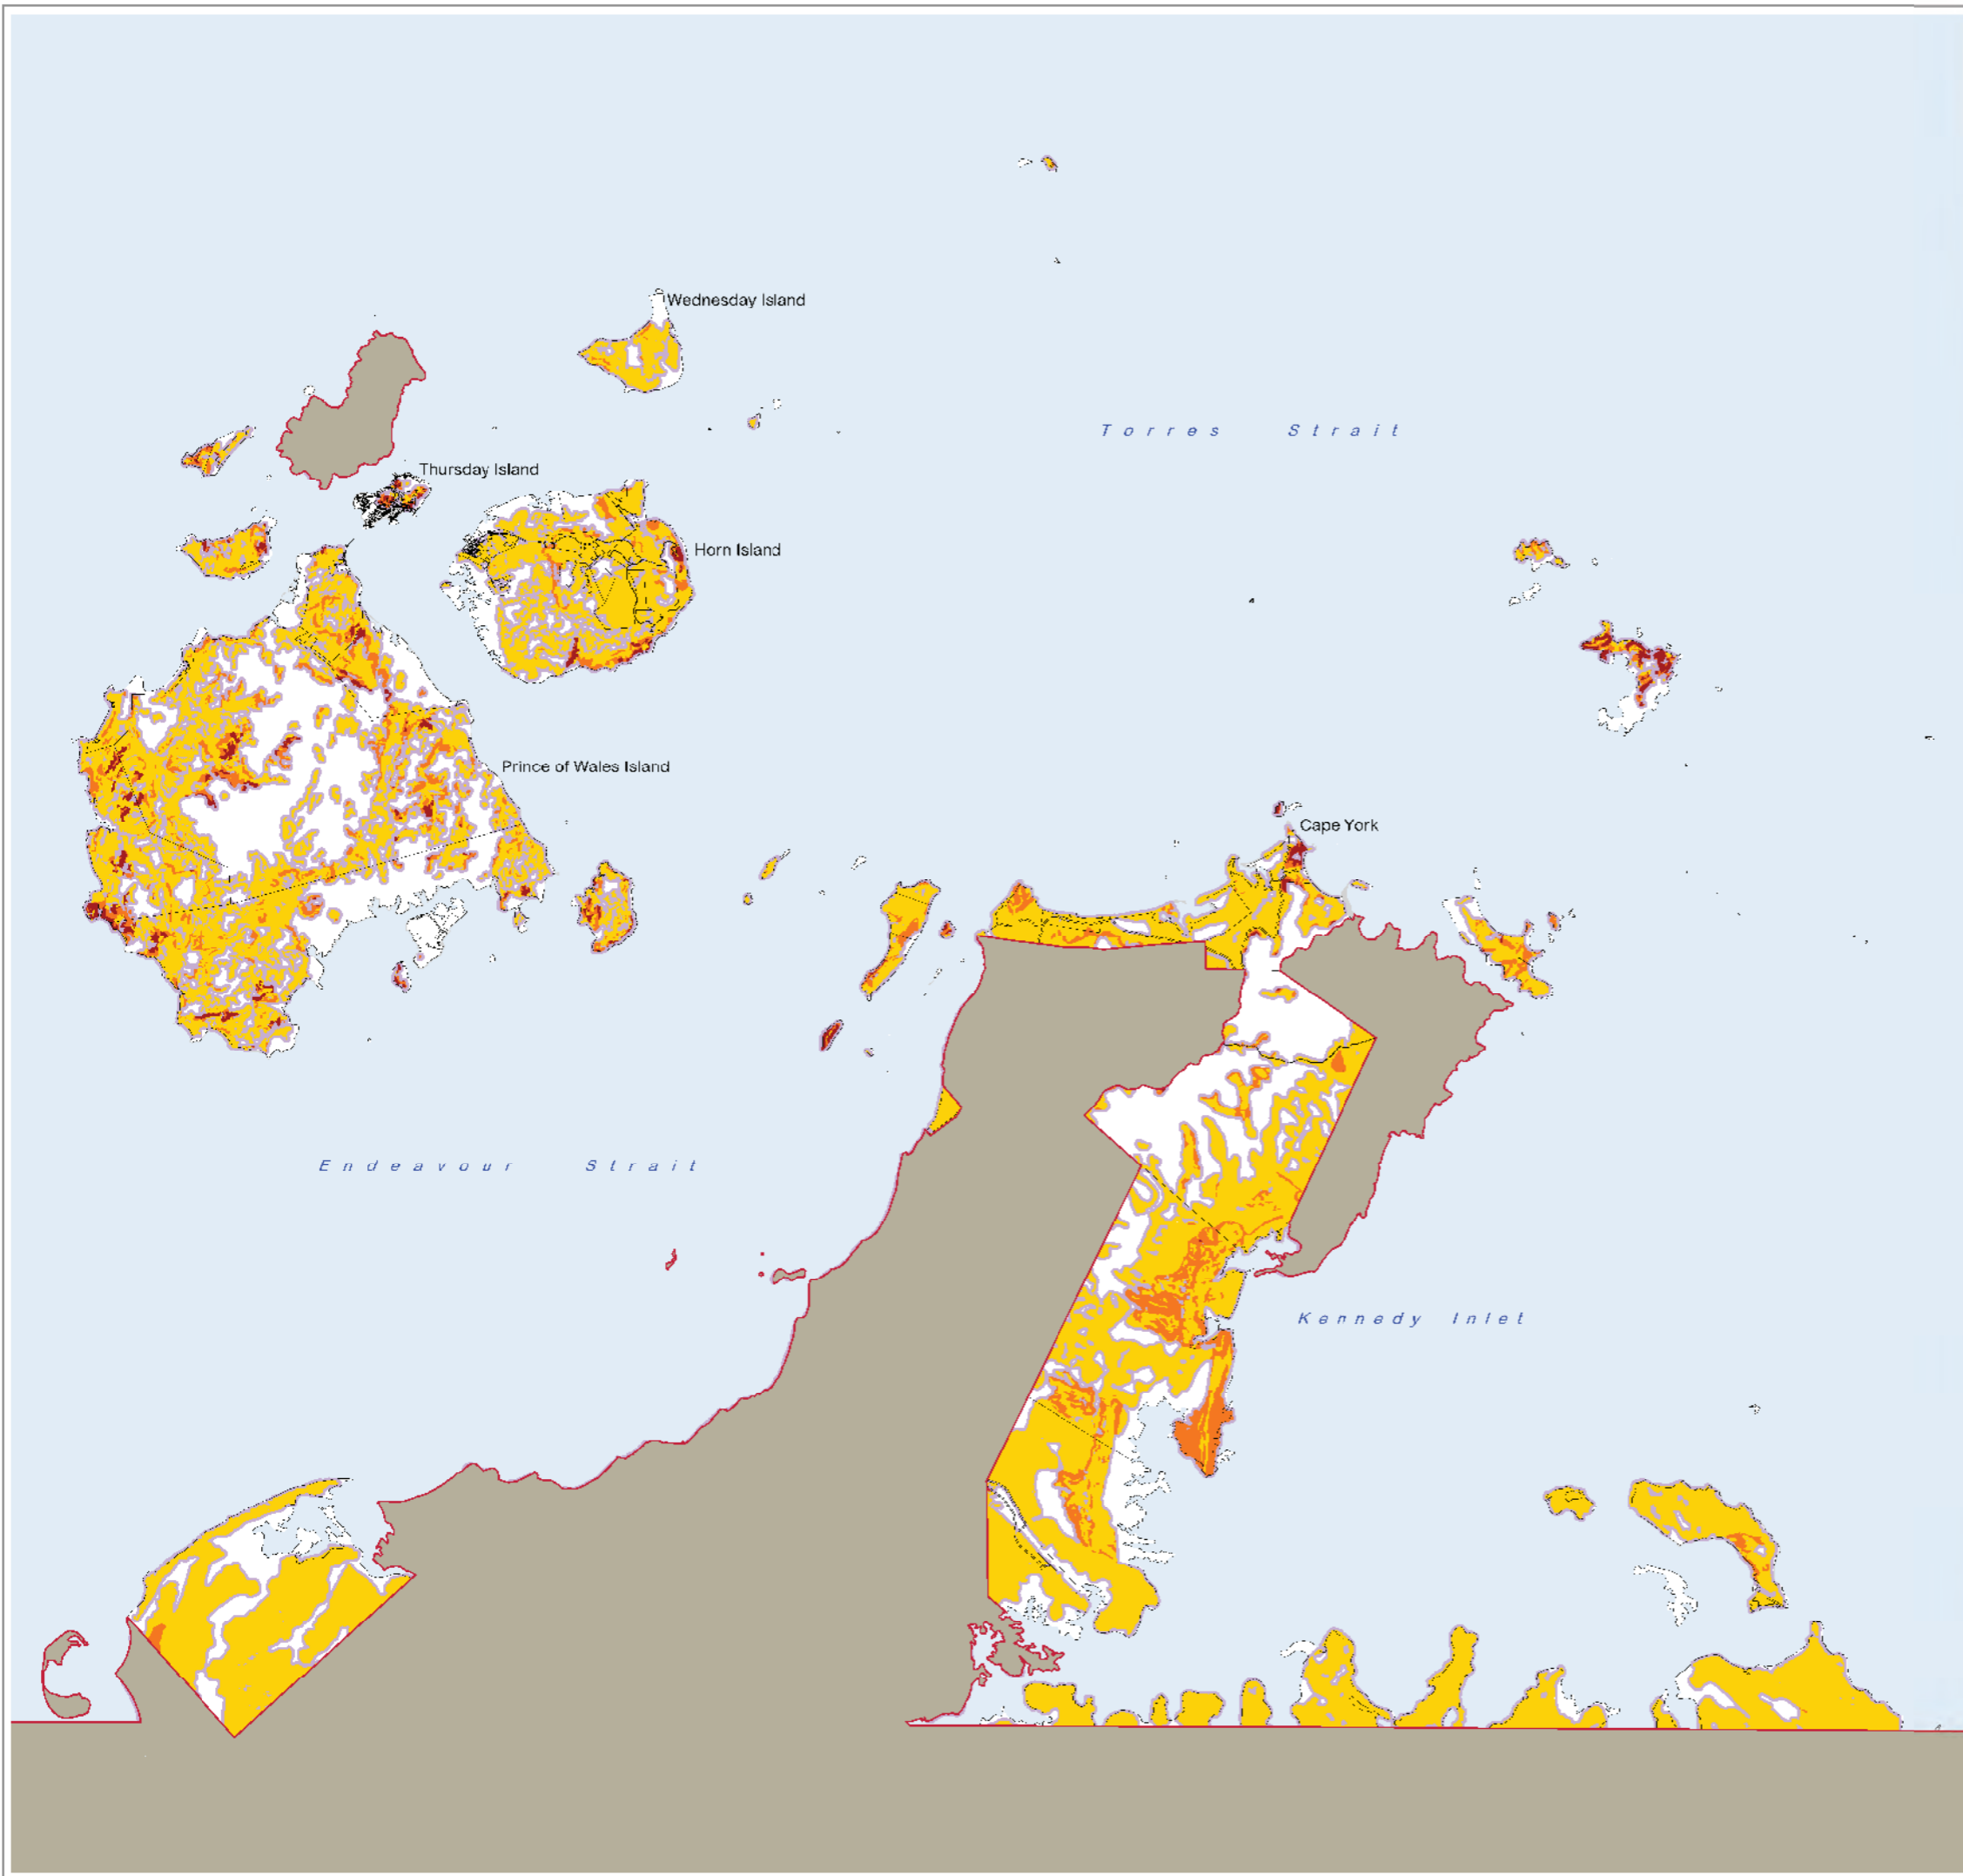 Wednesday Island
Torres Strait
Thursday Island
Horn Island
Prince of Wales Island
Cape York
Endeavour Strait
Kennedy Inlet